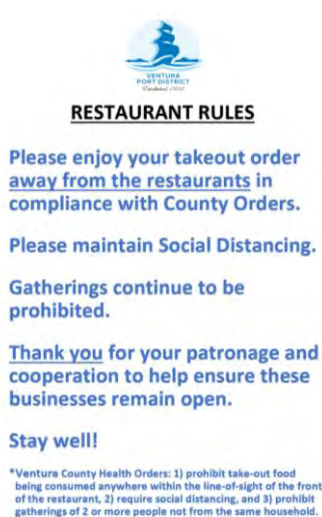 VENTURA
PORT DISTRICT
Established 1952
RESTAURANT RULES
Please enjoy your takeout order
away from the restaurants in
compliance with County Orders.
Please maintain Social Distancing.
Gatherings continue to be
prohibited.
Thank you for your patronage and
cooperation to help ensure these
businesses remain open.
Stay well!
*Ventura County Health Orders: 1) prohibit take-out food
being consumed anywhere within the line-of-sight of the front
of the restaurant, 2) require social distancing, and 3) prohibit
gatherings of 2 or more people not from the same household.